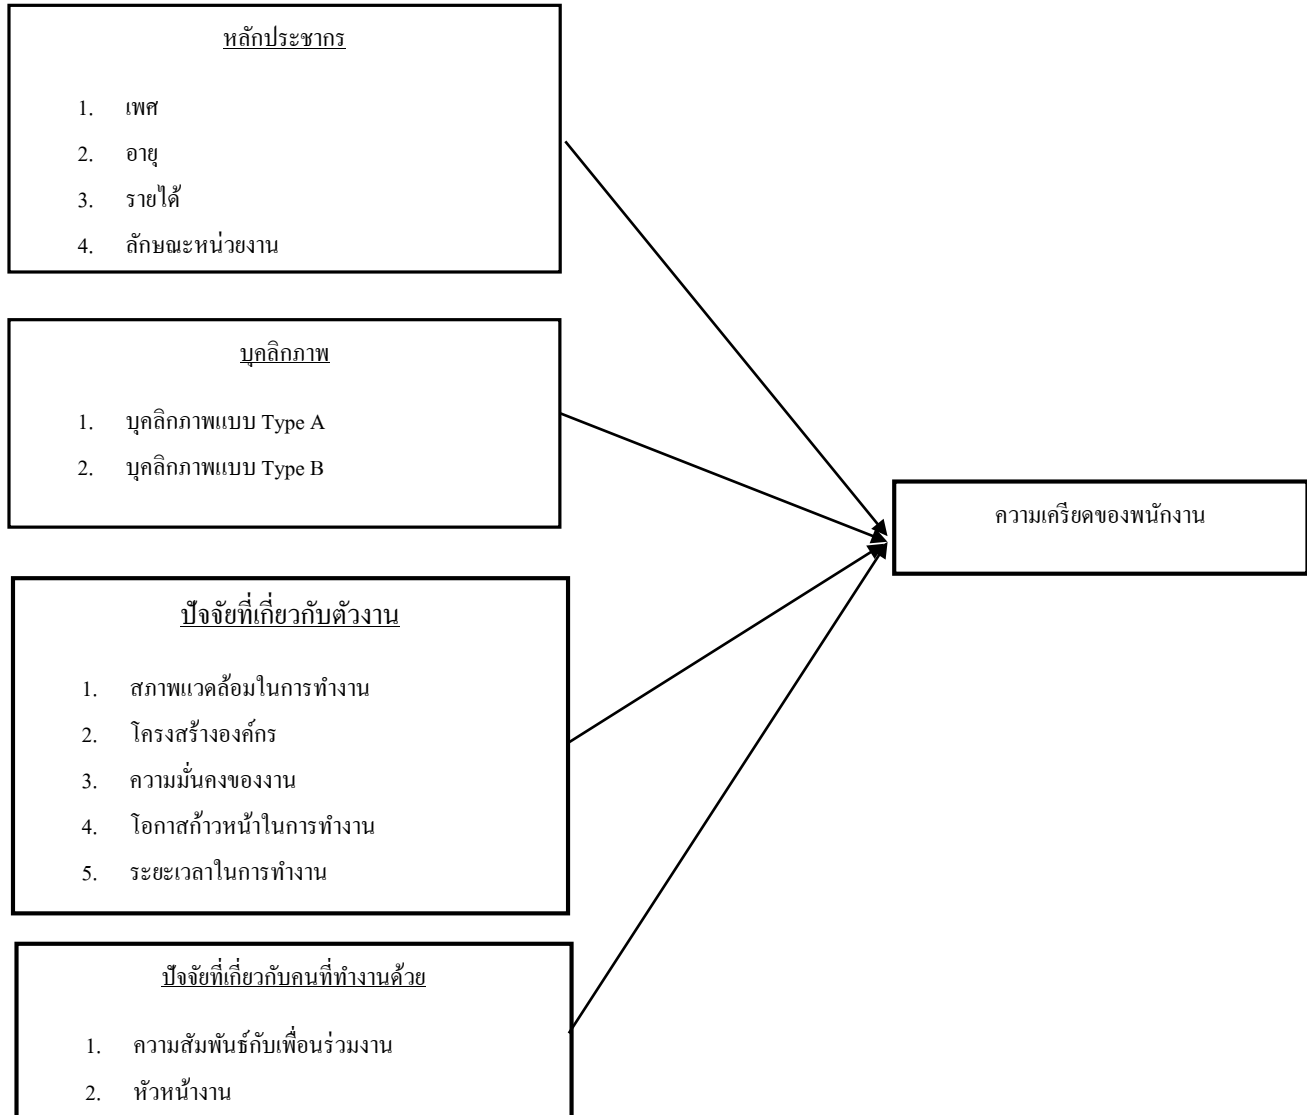 หลักประชากร
1. เพศ
2. อายุ
3. รายได้
4. ลักษณะหน่วยงาน
บุคลิกภาพ
1. บุคลิกภาพแบบ Type A
2. บุคลิกภาพแบบ Type B
ความเครียดของพนักงาน
ปัจจัยที่เกี่ยวกับตัวงาน
1. สภาพแวดล้อมในการทำงาน
2. โครงสร้างองค์กร
3. ความมั่นคงของงาน
4. โอกาสก้าวหน้าในการทำงาน
5. ระยะเวลาในการทำงาน
ปัจจัยที่เกี่ยวกับคนที่ทำงานด้วย
1. ความสัมพันธ์กับเพื่อนร่วมงาน
2. หัวหน้างาน